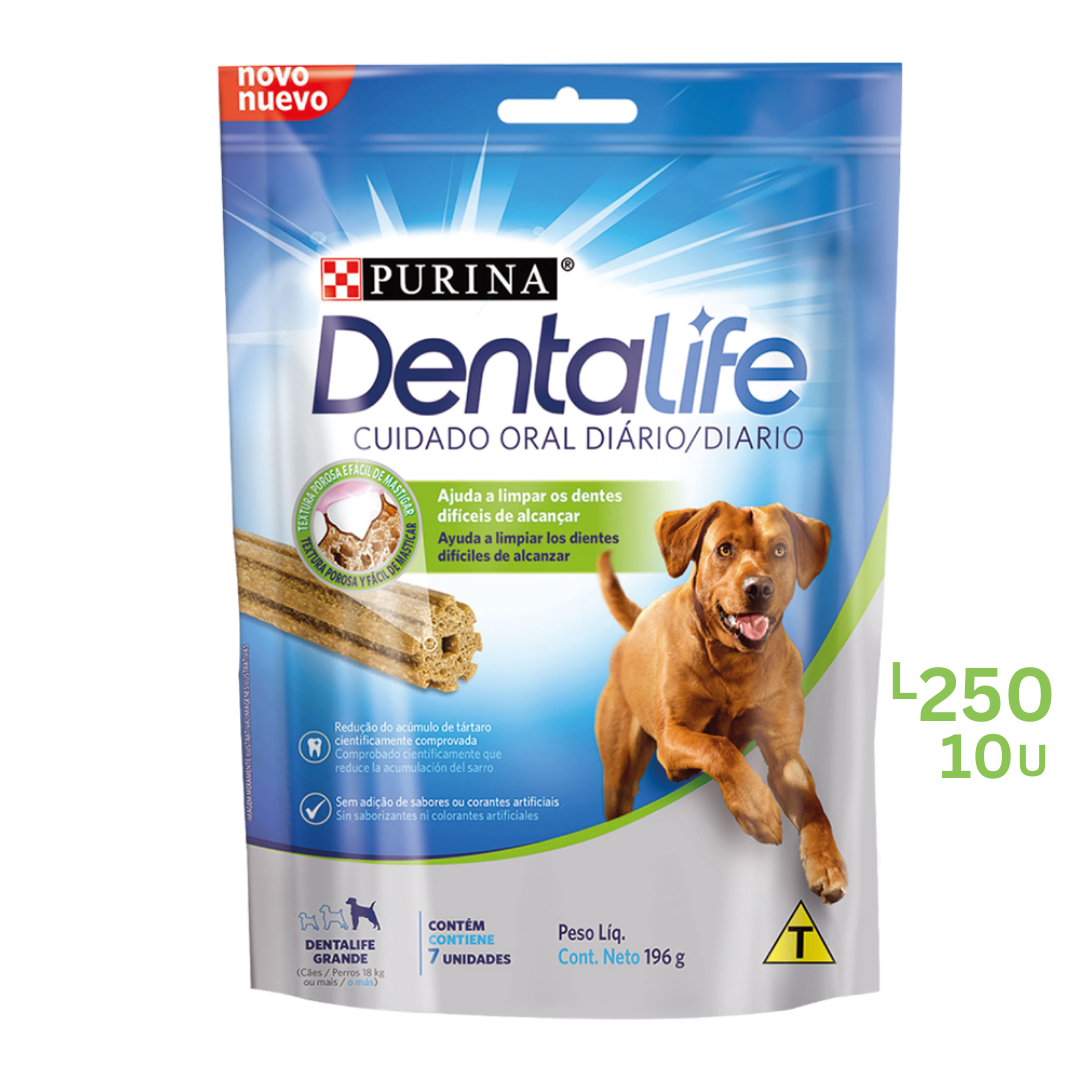 novo
nuevo
PURINA®
Dentalife
CUIDADO ORAL DIÁRIO/DIARIO
TEXTURA POROSA E FÁCIL DE MASTIGAR
TEXTURA POROSA Y FÁCIL DE MASTICAR
Ajuda a limpar os dentes
difíceis de alcançar
Ayuda a limpiar los dientes
difíciles de alcanzar
Redução do acúmulo de tártaro
cientificamente comprovada
Comprobado científicamente que
reduce la acumulación del sarro
Sem adição de sabores ou corantes artificiais
Sin saborizantes ni colorantes artificiales
L250
10U
DENTALIFE
GRANDE
(Cães / Perros 18 kg
ou mais / o más)
CONTÉM
CONTIENE
7 UNIDADES
Peso Líq.
Cont. Neto 196 g
T